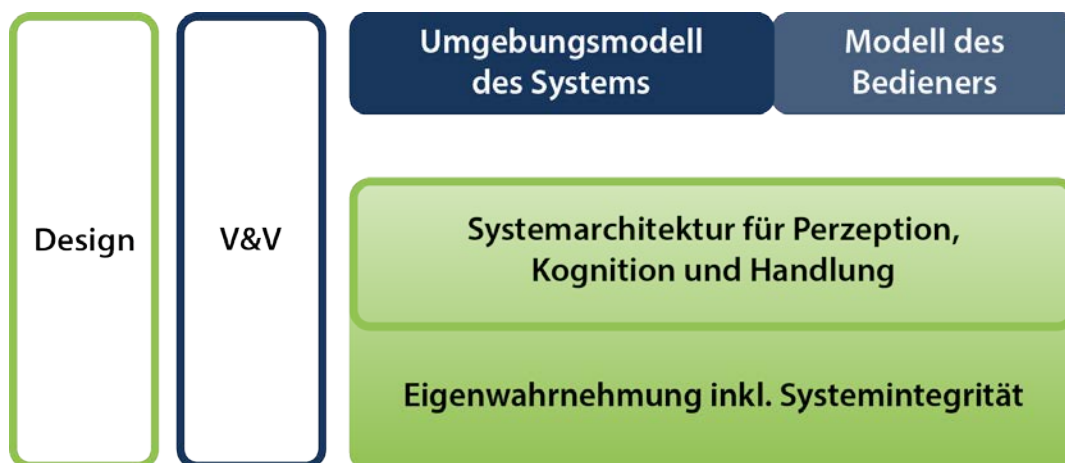 Design
V&V
Umgebungsmodell
des Systems
Modell des
Bedieners
Systemarchitektur für Perzeption,
Kognition und Handlung
Eigenwahrnehmung inkl. Systemintegrität